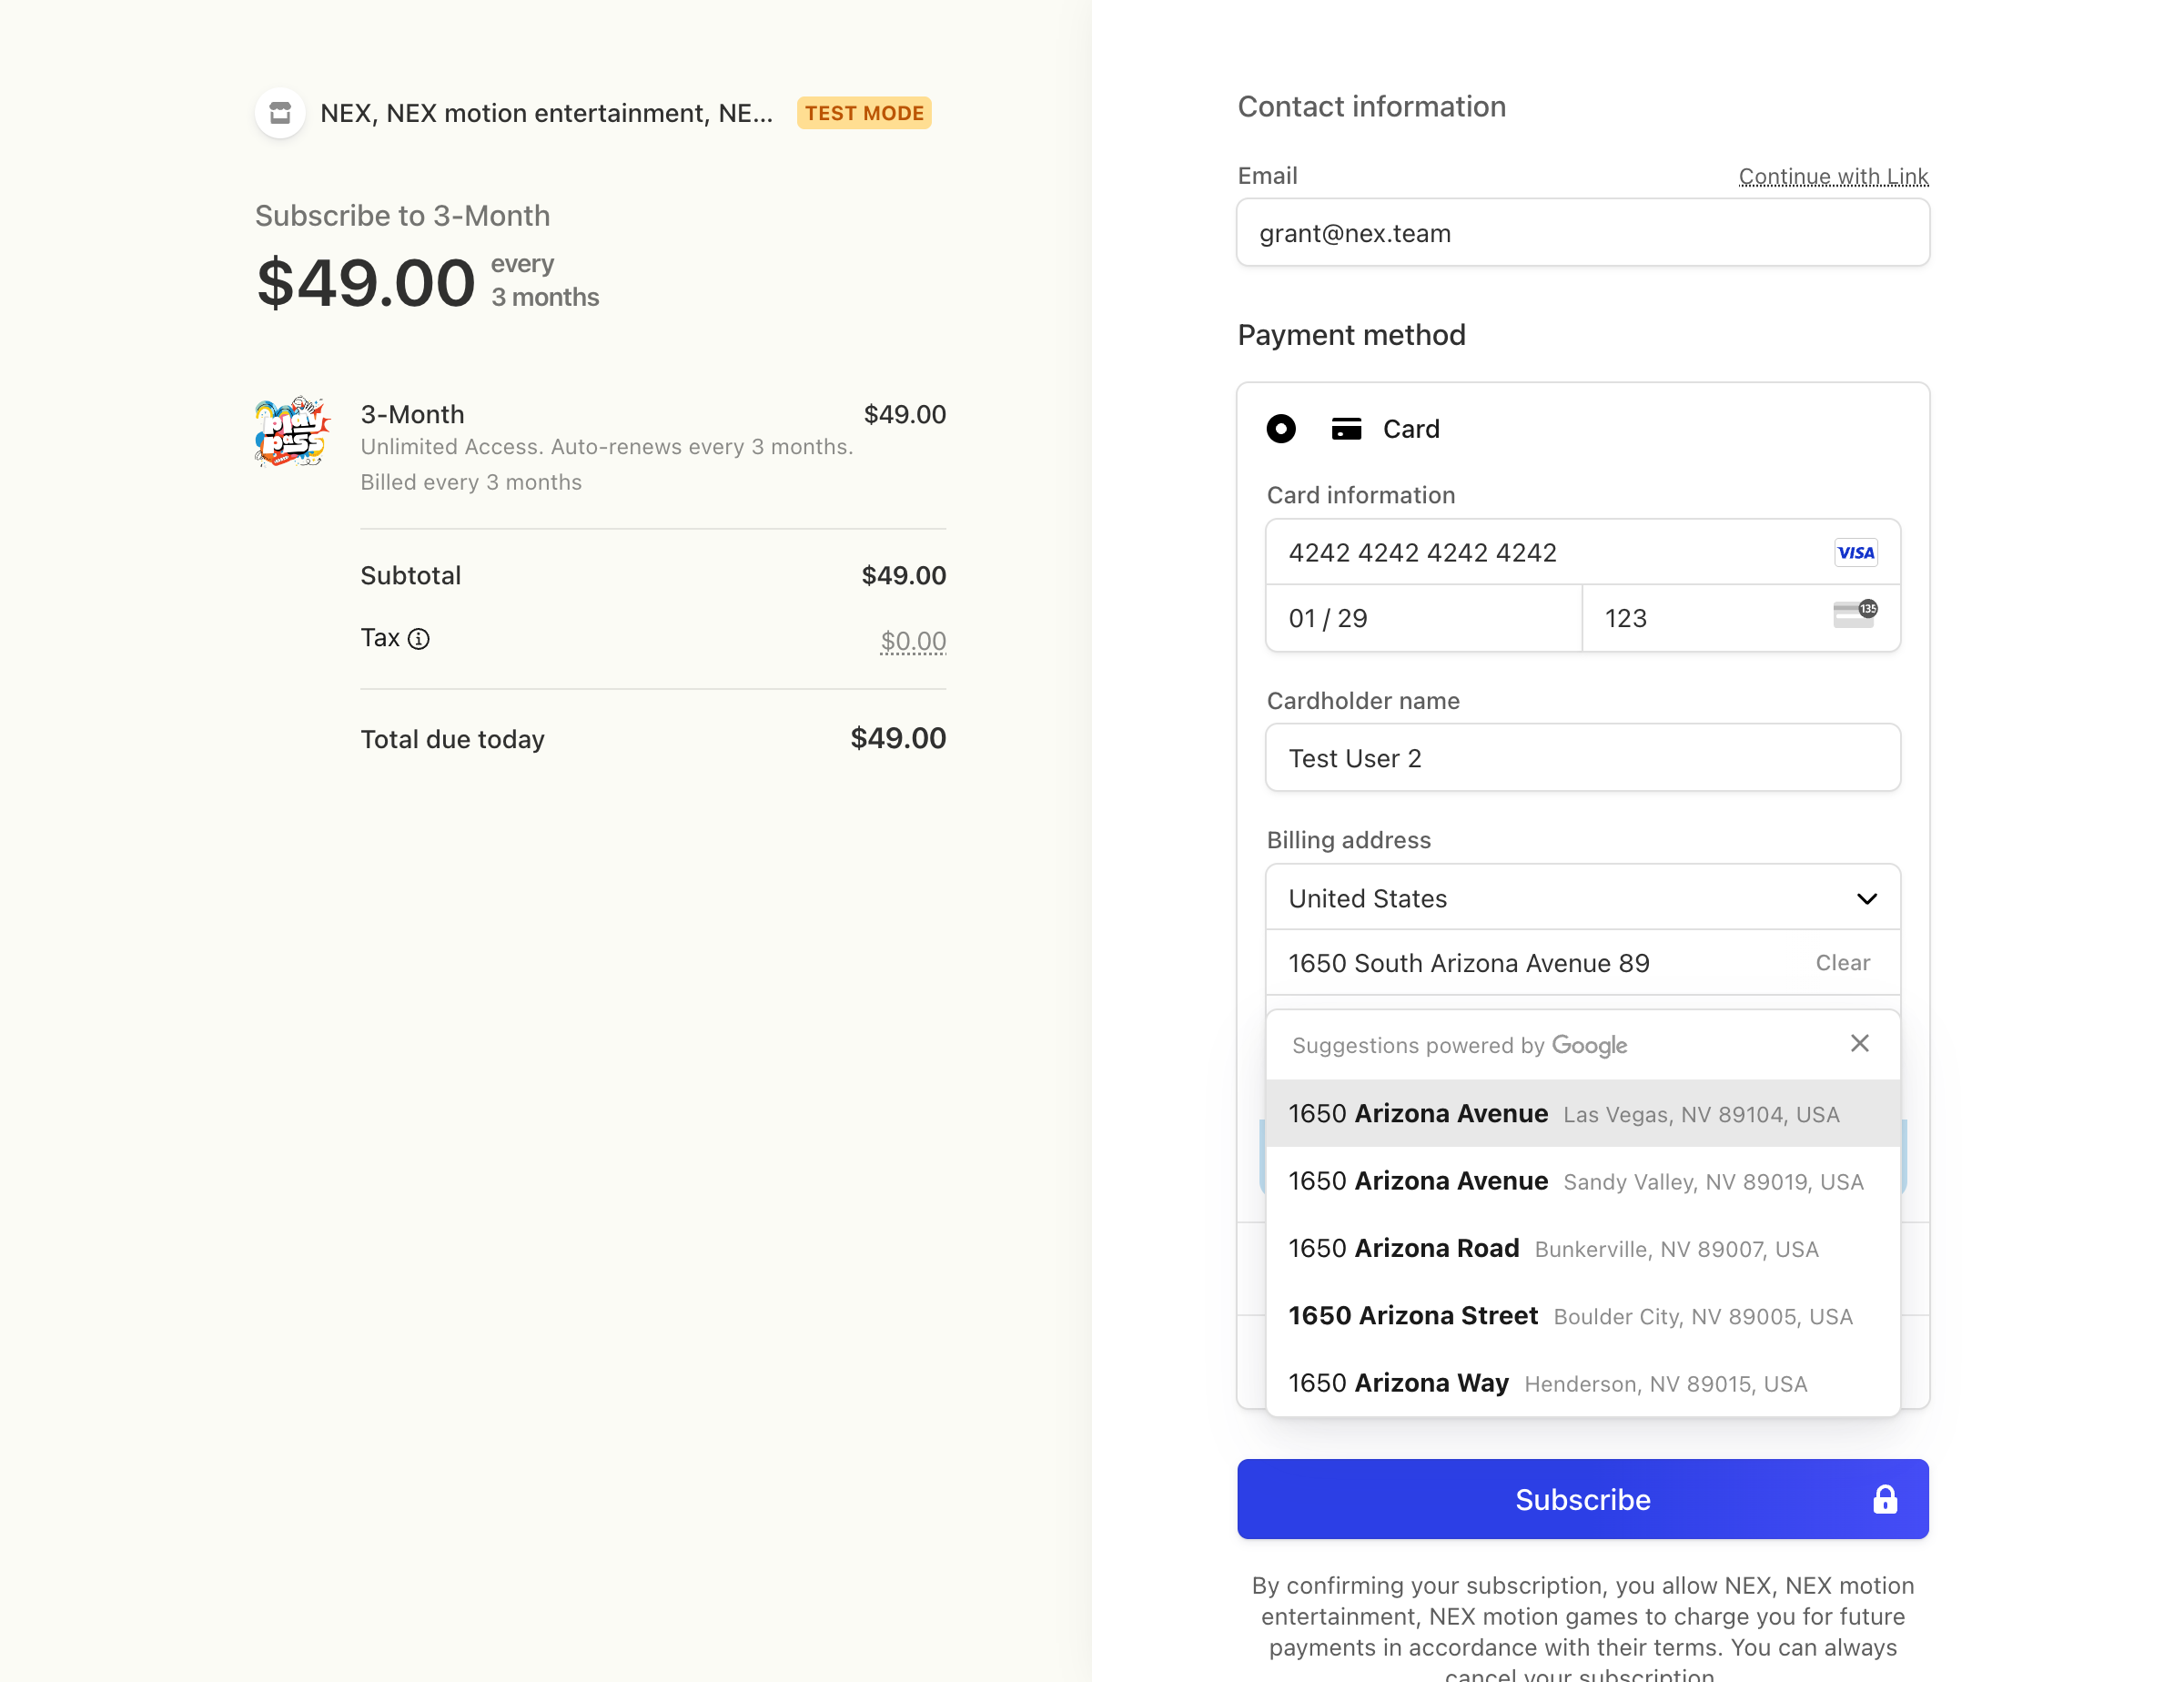 NEX, NEX motion entertainment, NE... TEST MODE
Subscribe to 3-Month
$49.00 every
3 months
play
pass
3-Month $49.00
Unlimited Access. Auto-renews every 3 months.
Billed every 3 months
Subtotal $49.00
Tax $0.00
Total due today $49.00
Contact information
Email Continue with Link
grant@nex.team
Payment method
Card
Card information
4242 4242 4242 4242 VISA
01 / 29 123 135
Cardholder name
Test User 2
Billing address
United States
1650 South Arizona Avenue 89 Clear
Suggestions powered by Google
1650 Arizona Avenue Las Vegas, NV 89104, USA
1650 Arizona Avenue Sandy Valley, NV 89019, USA
1650 Arizona Road Bunkerville, NV 89007, USA
1650 Arizona Street Boulder City, NV 89005, USA
1650 Arizona Way Henderson, NV 89015, USA
Subscribe
By confirming your subscription, you allow NEX, NEX motion
entertainment, NEX motion games to charge you for future
payments in accordance with their terms. You can always
cancel your subscription.